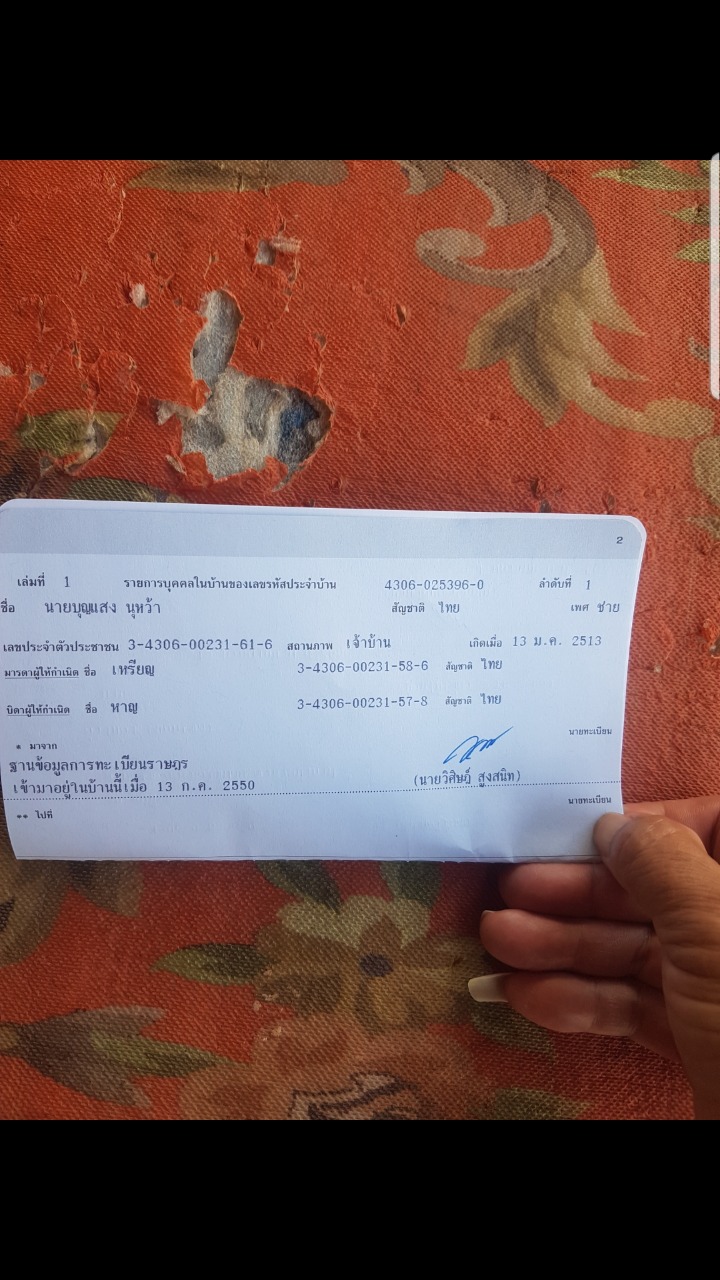 2
เล่มที่ 1 รายการบุคคลในบ้านของเลขรหัสประจำบ้าน 4306-025396-0 ลำดับที่ 1
ชื่อ นายบุญแสง นุหว้า สัญชาติ ไทย เพศ ชาย
เลขประจำตัวประชาชน 3-4306-00231-61-6 สถานภาพ เจ้าบ้าน เกิดเมื่อ 13 ม.ค. 2513
มารดาผู้ให้กำเนิด ชื่อ เหรียญ 3-4306-00231-58-6 สัญชาติ ไทย
บิดาผู้ให้กำเนิด ชื่อ หาญ 3-4306-00231-57-8 สัญชาติ ไทย
* มาจาก นายทะเบียน
ฐานข้อมูลการทะเบียนราษฎร
เข้ามาอยู่ในบ้านนี้เมื่อ 13 ก.ค. 2550 (นายวิศิษฎ์ สูงสนิท)
** ไปที่ นายทะเบียน